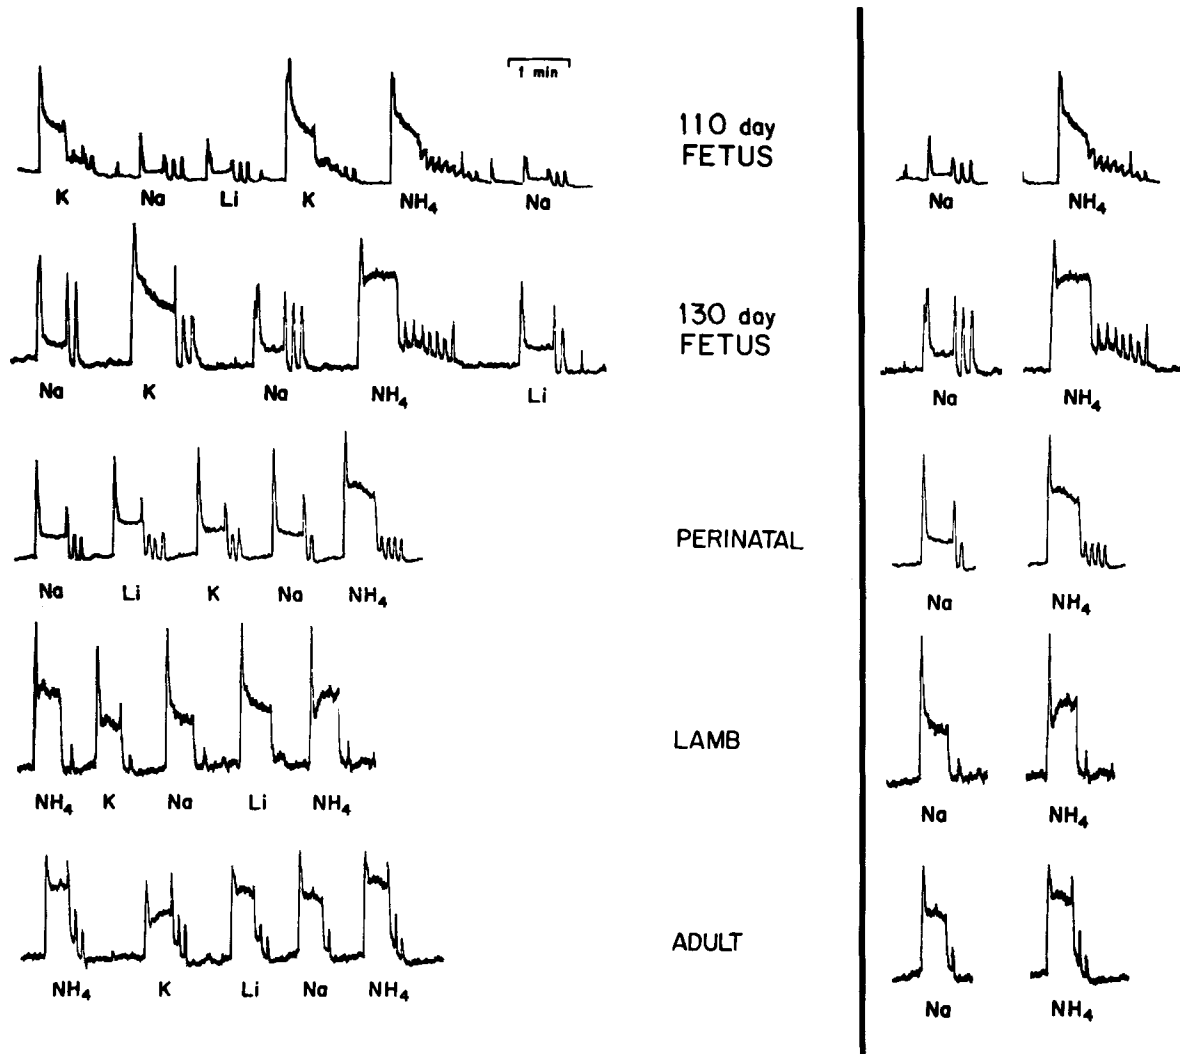 1 min
110 day
FETUS
K Na Li K NH4 Na
Na NH4
130 day
FETUS
Na K Na NH4 Li
Na NH4
PERINATAL
Na Li K Na NH4
Na NH4
LAMB
NH4 K Na Li NH4
Na NH4
ADULT
NH4 K Li Na NH4
Na NH4